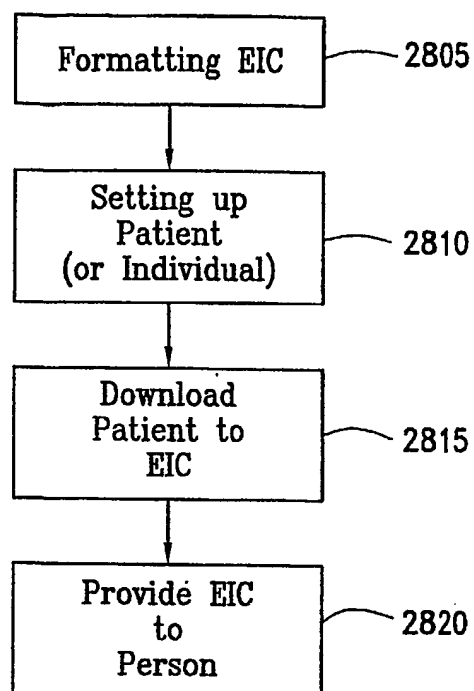 Formatting EIC
2805
Setting up
Patient
(or Individual)
2810
Download
Patient to
EIC
2815
Provide EIC
to
Person
2820